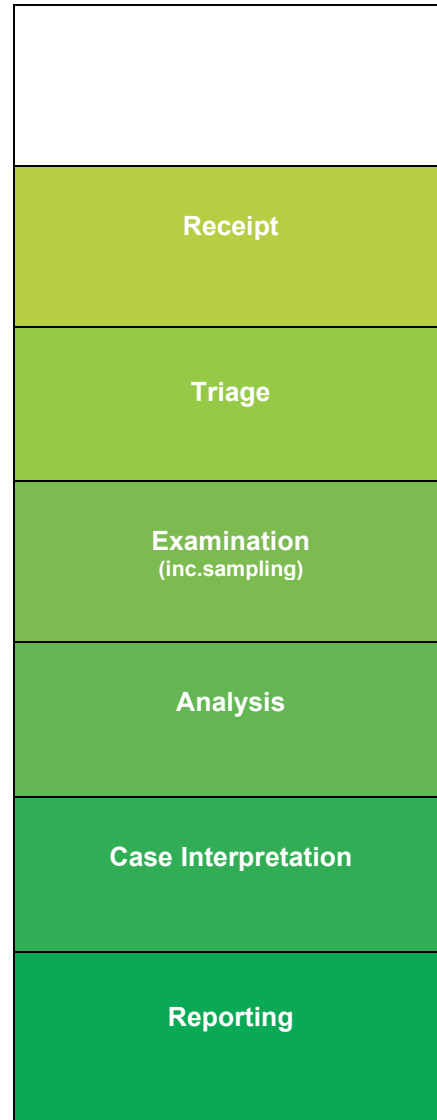 Receipt
Triage
Examination
(inc.sampling)
Analysis
Case Interpretation
Reporting